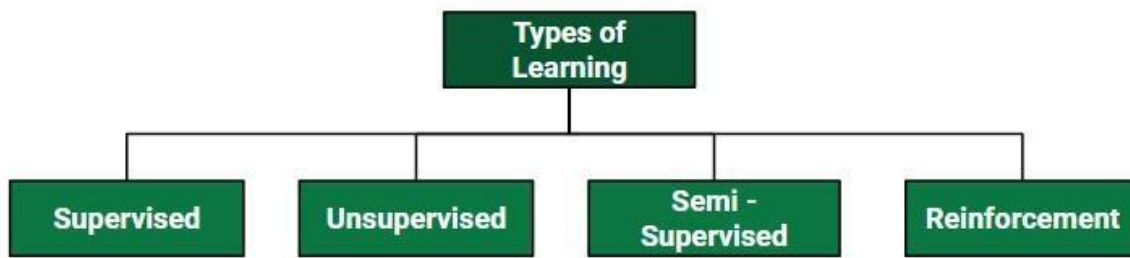 Types of
Learning
Supervised
Unsupervised
Semi -
Supervised
Reinforcement